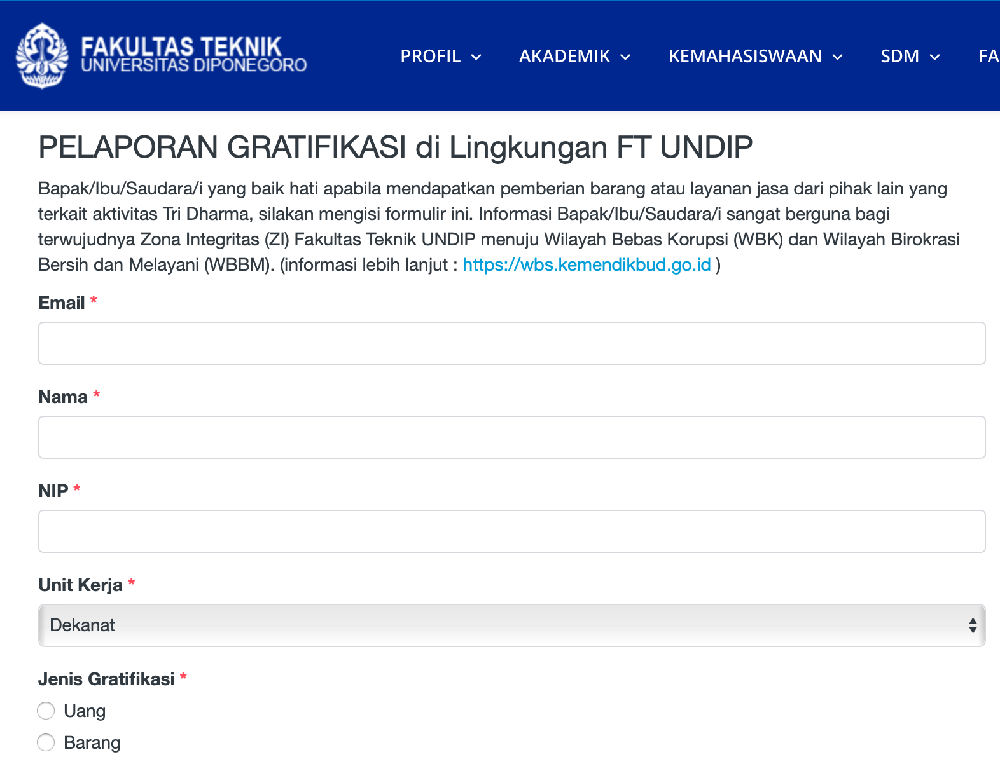 FAKULTAS TEKNIK
UNIVERSITAS DIPONEGORO
PROFIL
AKADEMIK
KEMAHASISWAAN
SDM
FA
PELAPORAN GRATIFIKASI di Lingkungan FT UNDIP
Bapak/Ibu/Saudara/i yang baik hati apabila mendapatkan pemberian barang atau layanan jasa dari pihak lain yang
terkait aktivitas Tri Dharma, silakan mengisi formulir ini. Informasi Bapak/Ibu/Saudara/i sangat berguna bagi
terwujudnya Zona Integritas (ZI) Fakultas Teknik UNDIP menuju Wilayah Bebas Korupsi (WBK) dan Wilayah Birokrasi
Bersih dan Melayani (WBBM). (informasi lebih lanjut : https://wbs.kemendikbud.go.id )
Email *
Nama *
NIP *
Unit Kerja *
Dekanat
Jenis Gratifikasi *
Uang
Barang